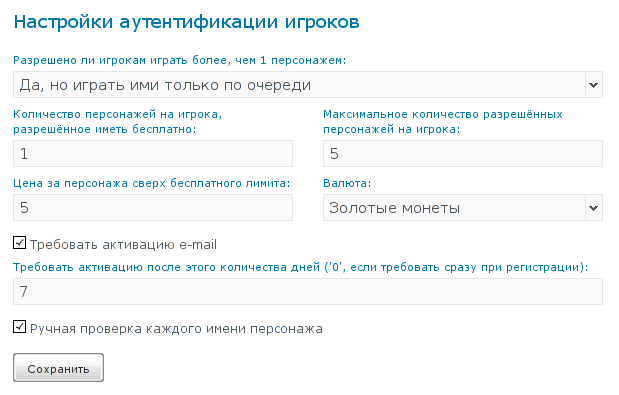 Настройки аутентификации игроков
Разрешено ли игрокам играть более, чем 1 персонажем:
Да, но играть ими только по очереди
Количество персонажей на игрока,
разрешённое иметь бесплатно:
1
Максимальное количество разрешённых
персонажей на игрока:
5
Цена за персонажа сверх бесплатного лимита:
5
Валюта:
Золотые монеты
Требовать активацию e-mail
Требовать активацию после этого количества дней ('0', если требовать сразу при регистрации):
7
Ручная проверка каждого имени персонажа
Сохранить